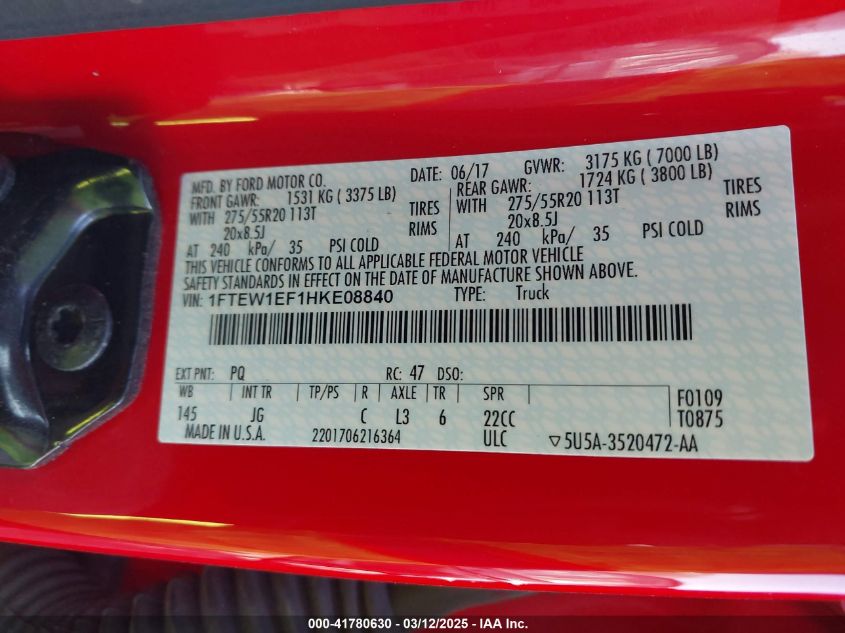 MFD. BY FORD MOTOR CO. DATE: 06/17 GVWR: 3175 KG ( 7000 LB)
FRONT GAWR: 1531 KG ( 3375 LB) REAR GAWR: 1724 KG ( 3800 LB)
WITH 275/55R20 113T TIRES WITH 275/55R20 113T TIRES
20x8.5J RIMS 20x8.5J RIMS
AT 240 kPa/ 35 PSI COLD AT 240 kPa/ 35 PSI COLD
THIS VEHICLE CONFORMS TO ALL APPLICABLE FEDERAL MOTOR VEHICLE
SAFETY STANDARDS IN EFFECT ON THE DATE OF MANUFACTURE SHOWN ABOVE.
VIN: 1FTEW1EF1HKE08840 TYPE: Truck
EXT PNT: PQ RC: 47 DSO:
WB INT TR TP/PS R AXLE TR SPR F0109
145 JG C L3 6 22CC T0875
MADE IN U.S.A. 2201706216364 ULC ▽5U5A-3520472-AA
000-41780630 - 03/12/2025 - IAA Inc.